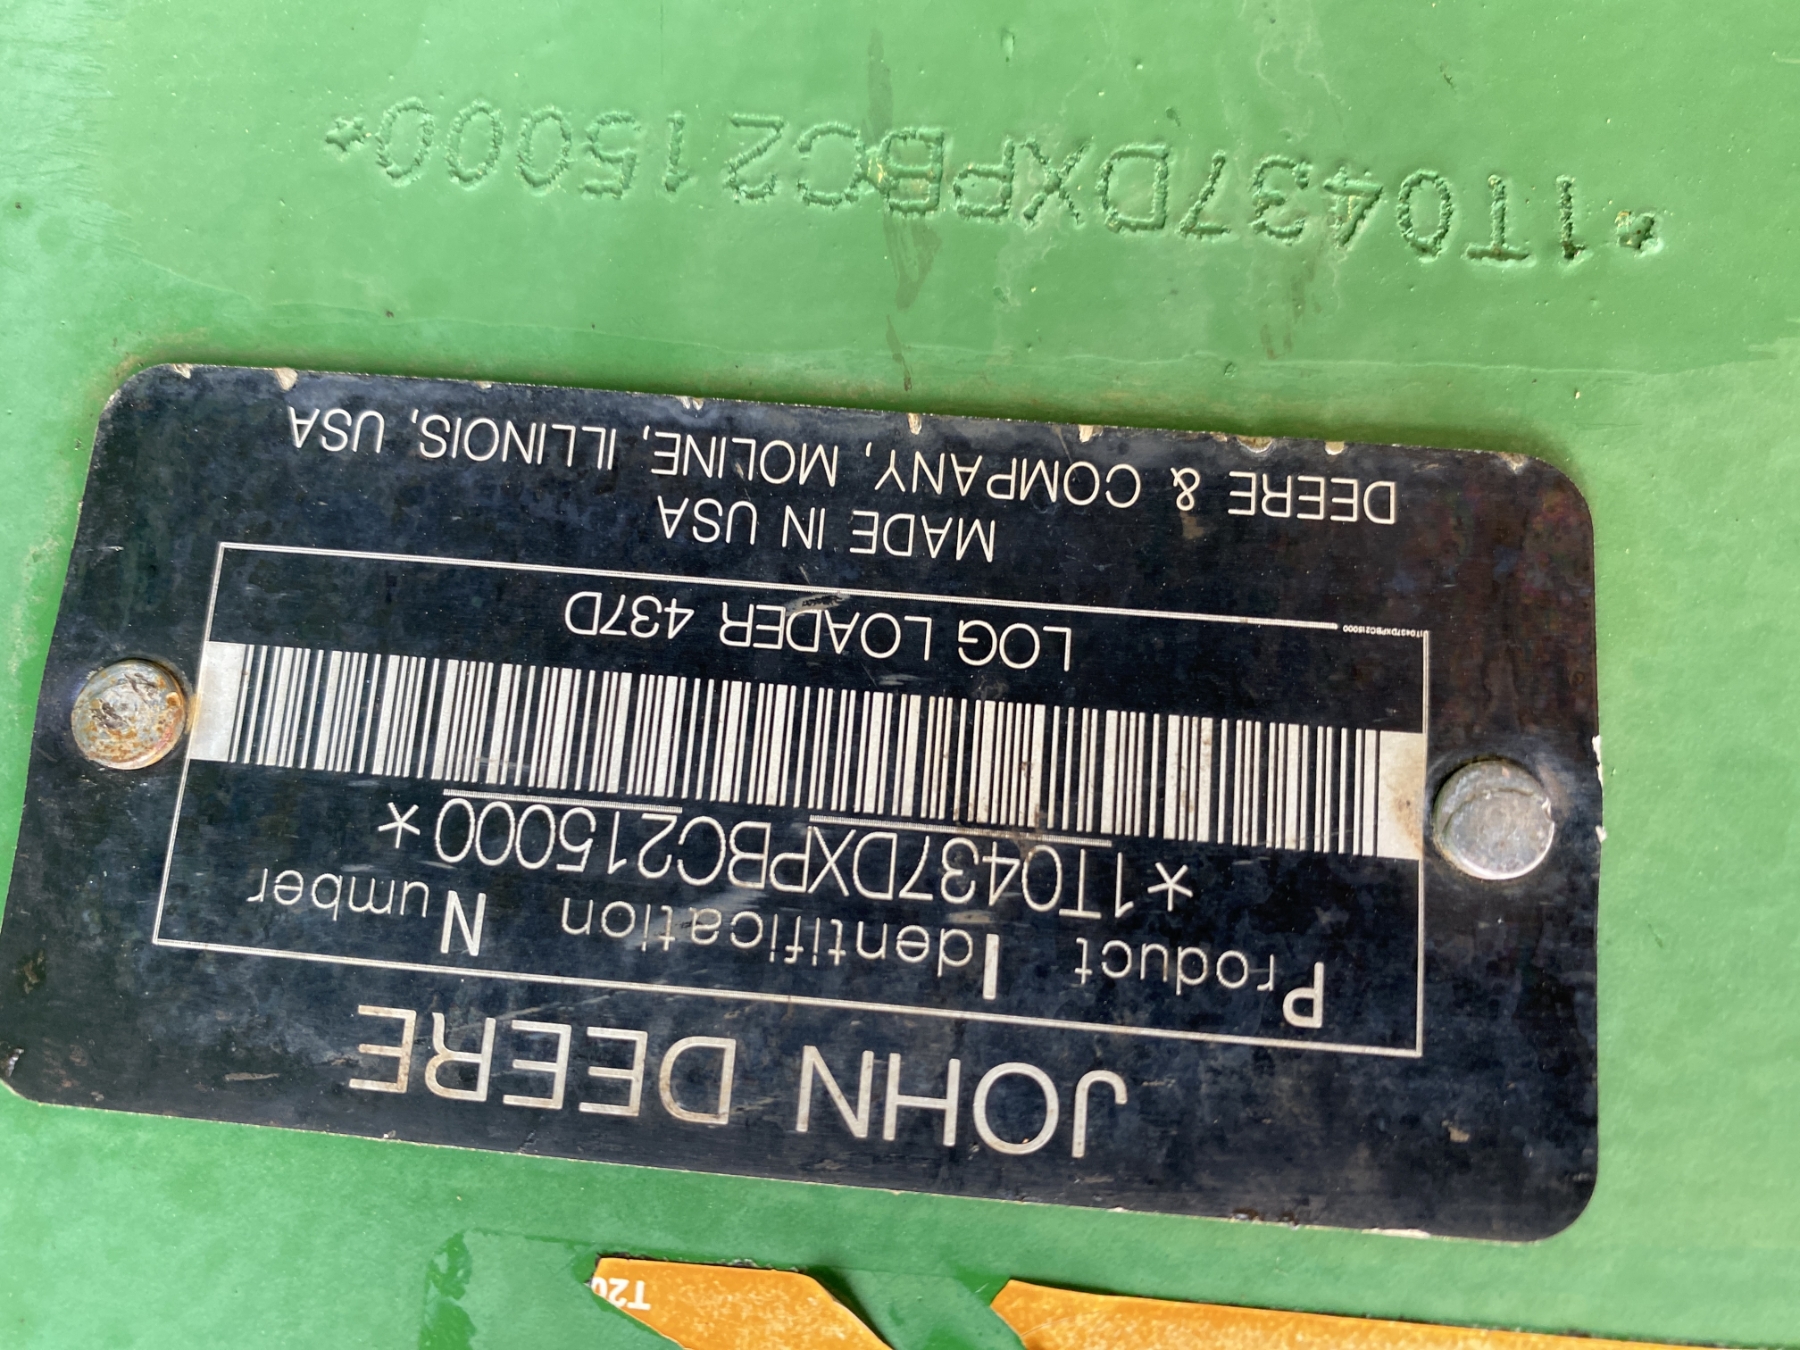 JOHN DEERE
Product Identification Number
*1T0437DXPBC215000*
LOG LOADER 437D
1T0437DXPBC215000
MADE IN USA
DEERE & COMPANY, MOLINE, ILLINOIS, USA
*1T0437DXPBC215000*